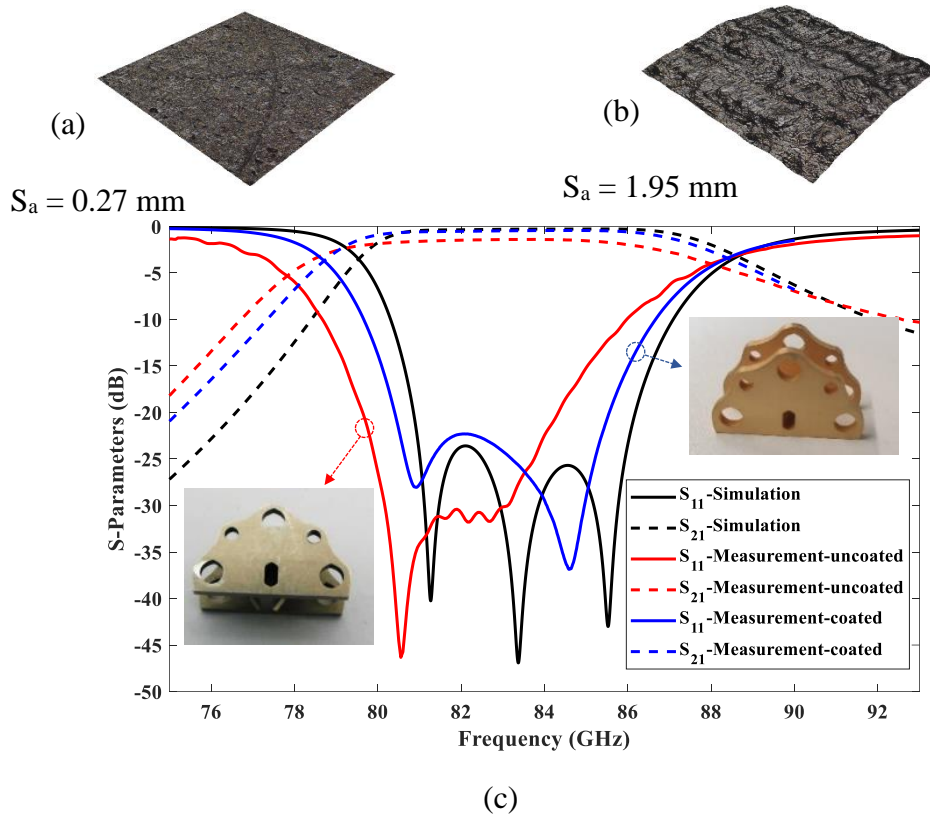 (a)
(b)
Sₐ = 0.27 mm
Sₐ = 1.95 mm
0
-5
-10
-15
-20
-25
-30
-35
-40
-45
-50
S-Parameters (dB)
S₁₁-Simulation
S₂₁-Simulation
S₁₁-Measurement-uncoated
S₂₁-Measurement-uncoated
S₁₁-Measurement-coated
S₂₁-Measurement-coated
76 78 80 82 84 86 88 90 92
Frequency (GHz)
(c)